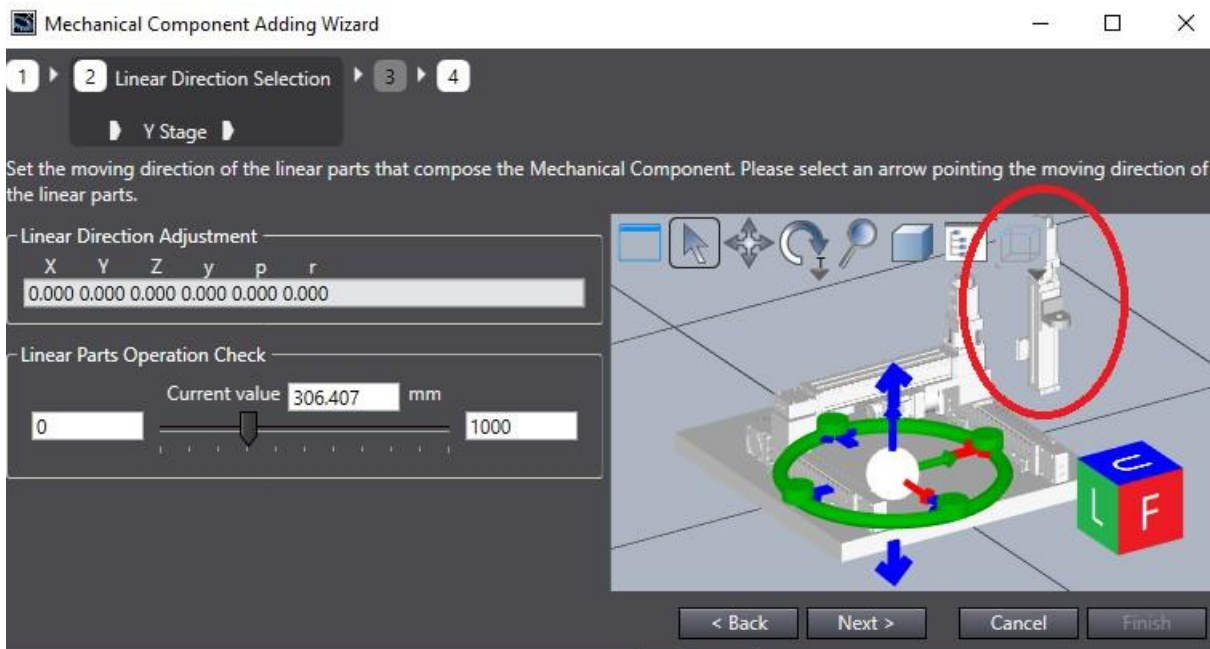 Mechanical Component Adding Wizard
1 2 Linear Direction Selection 3 4
Y Stage
Set the moving direction of the linear parts that compose the Mechanical Component. Please select an arrow pointing the moving direction of
the linear parts.
Linear Direction Adjustment
X Y Z y p r
0.000 0.000 0.000 0.000 0.000 0.000
Linear Parts Operation Check
Current value 306.407 mm
0 1000
T
U
L F
< Back Next > Cancel Finish